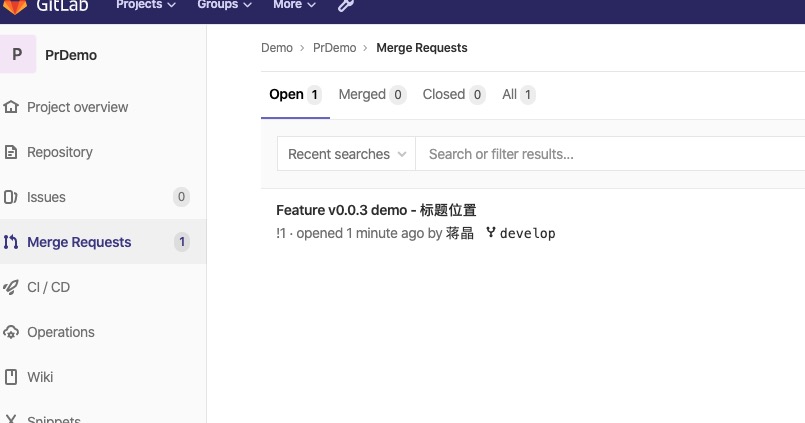 GitLab Projects Groups More
Demo > PrDemo > Merge Requests
P PrDemo
Open 1 Merged 0 Closed 0 All 1
Project overview
Repository
Recent searches Search or filter results...
Issues 0
Feature v0.0.3 demo - 标题位置
!1 · opened 1 minute ago by 蒋晶 develop
Merge Requests 1
CI / CD
Operations
Wiki
Snippets